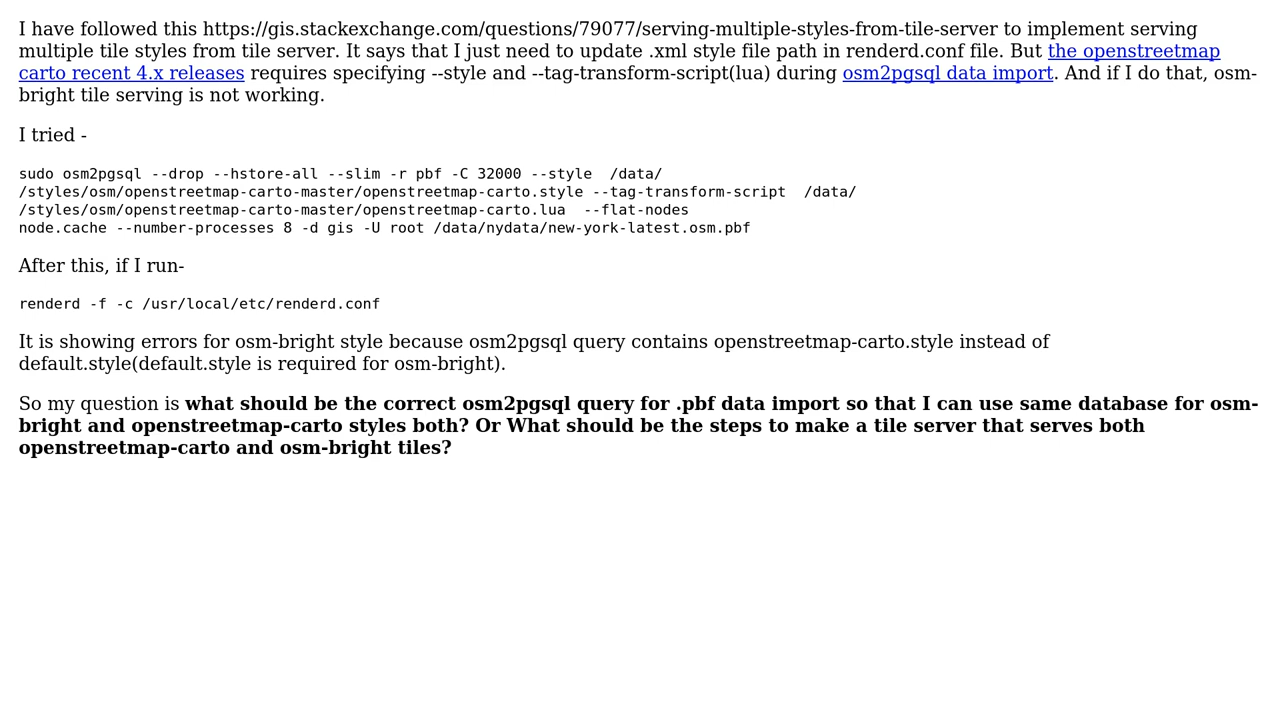 I have followed this https://gis.stackexchange.com/questions/79077/serving-multiple-styles-from-tile-server to implement serving
multiple tile styles from tile server. It says that I just need to update .xml style file path in renderd.conf file. But the openstreetmap
carto recent 4.x releases requires specifying --style and --tag-transform-script(lua) during osm2pgsql data import. And if I do that, osm-
bright tile serving is not working.
I tried -
sudo osm2pgsql --drop --hstore-all --slim -r pbf -C 32000 --style  /data/
/styles/osm/openstreetmap-carto-master/openstreetmap-carto.style --tag-transform-script  /data/
/styles/osm/openstreetmap-carto-master/openstreetmap-carto.lua  --flat-nodes
node.cache --number-processes 8 -d gis -U root /data/nydata/new-york-latest.osm.pbf
After this, if I run-
renderd -f -c /usr/local/etc/renderd.conf
It is showing errors for osm-bright style because osm2pgsql query contains openstreetmap-carto.style instead of
default.style(default.style is required for osm-bright).
So my question is what should be the correct osm2pgsql query for .pbf data import so that I can use same database for osm-
bright and openstreetmap-carto styles both? Or What should be the steps to make a tile server that serves both
openstreetmap-carto and osm-bright tiles?